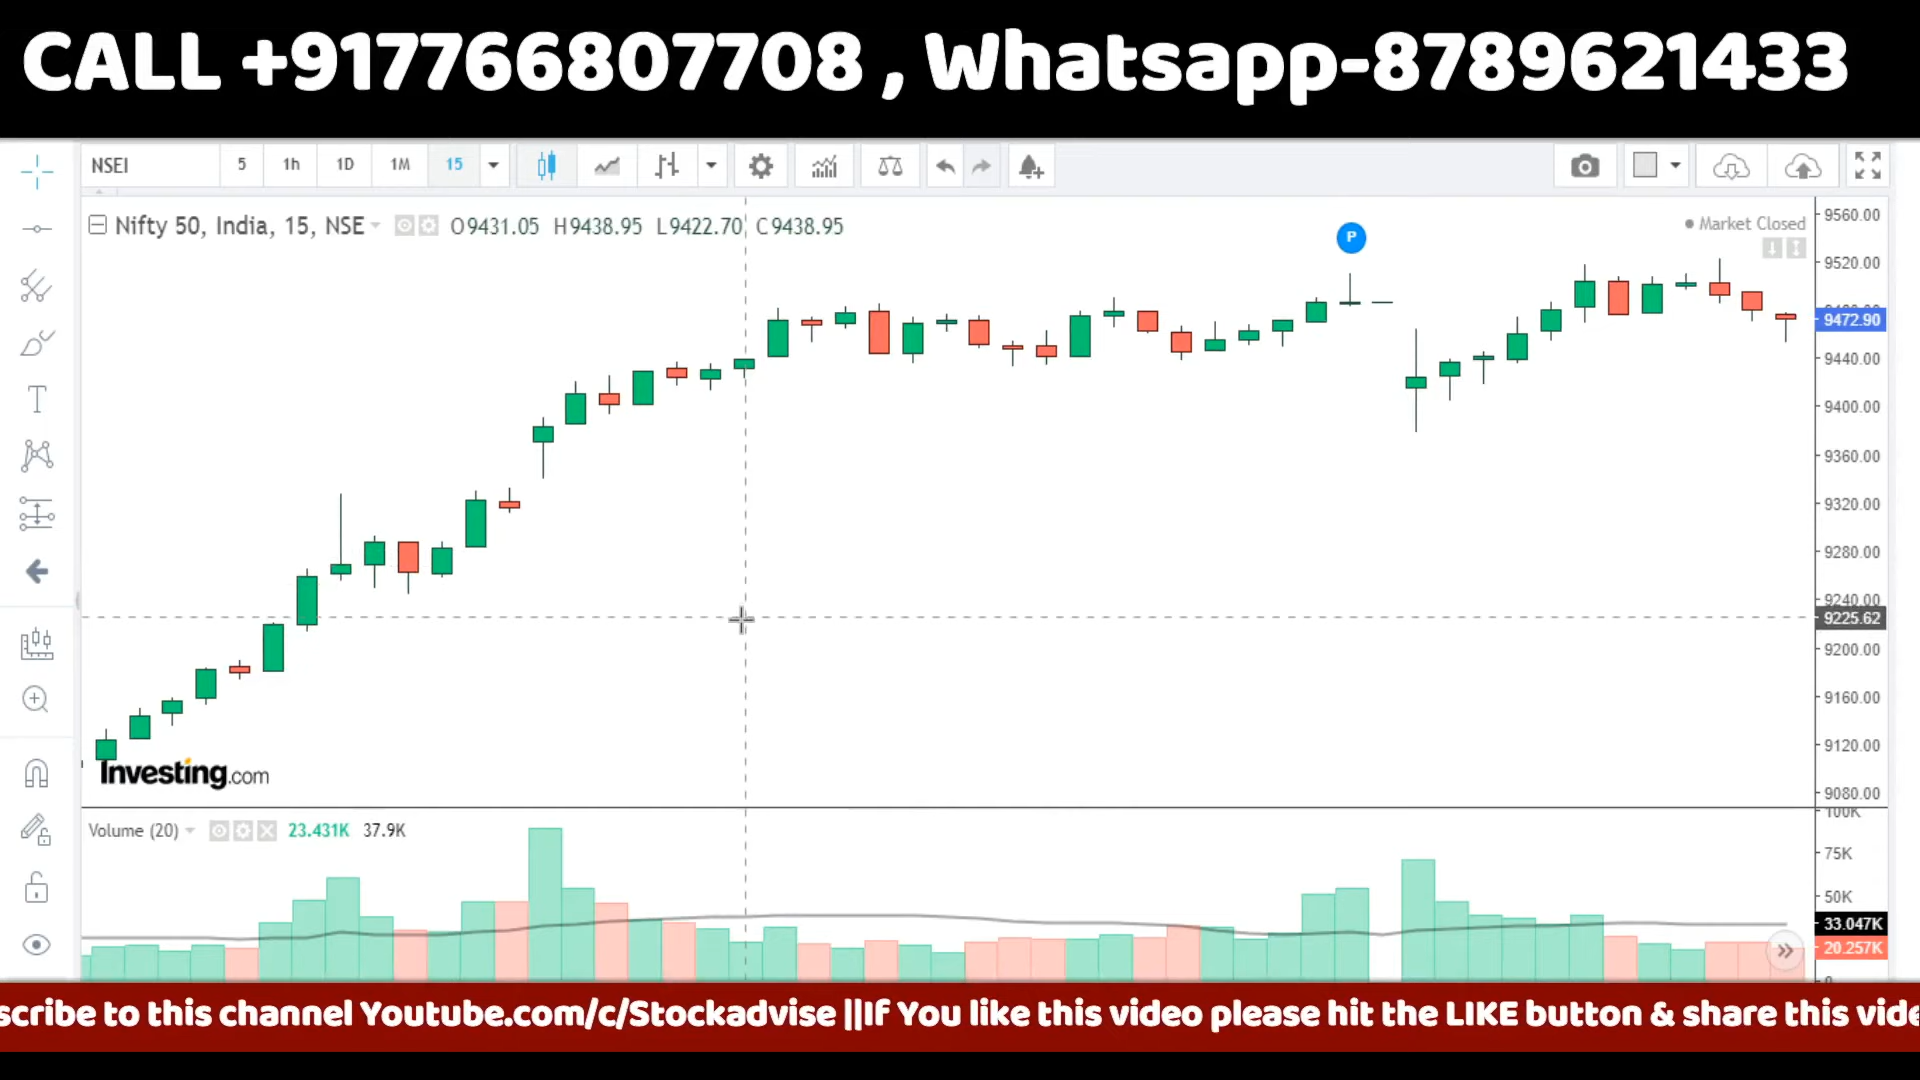 CALL +917766807708 , Whatsapp-8789621433
NSEI 5 1h 1D 1M 15
Nifty 50, India, 15, NSE O9431.05 H9438.95 L9422.70 C9438.95
P
Market Closed
9560.00
9520.00
9472.90
9440.00
9400.00
9360.00
9320.00
9280.00
9240.00
9225.62
9200.00
9160.00
9120.00
9080.00
Investing.com
Volume (20) 23.431K 37.9K
100K
75K
50K
33.047K
20.257K
0
scribe to this channel Youtube.com/c/Stockadvise ||If You like this video please hit the LIKE button & share this vide